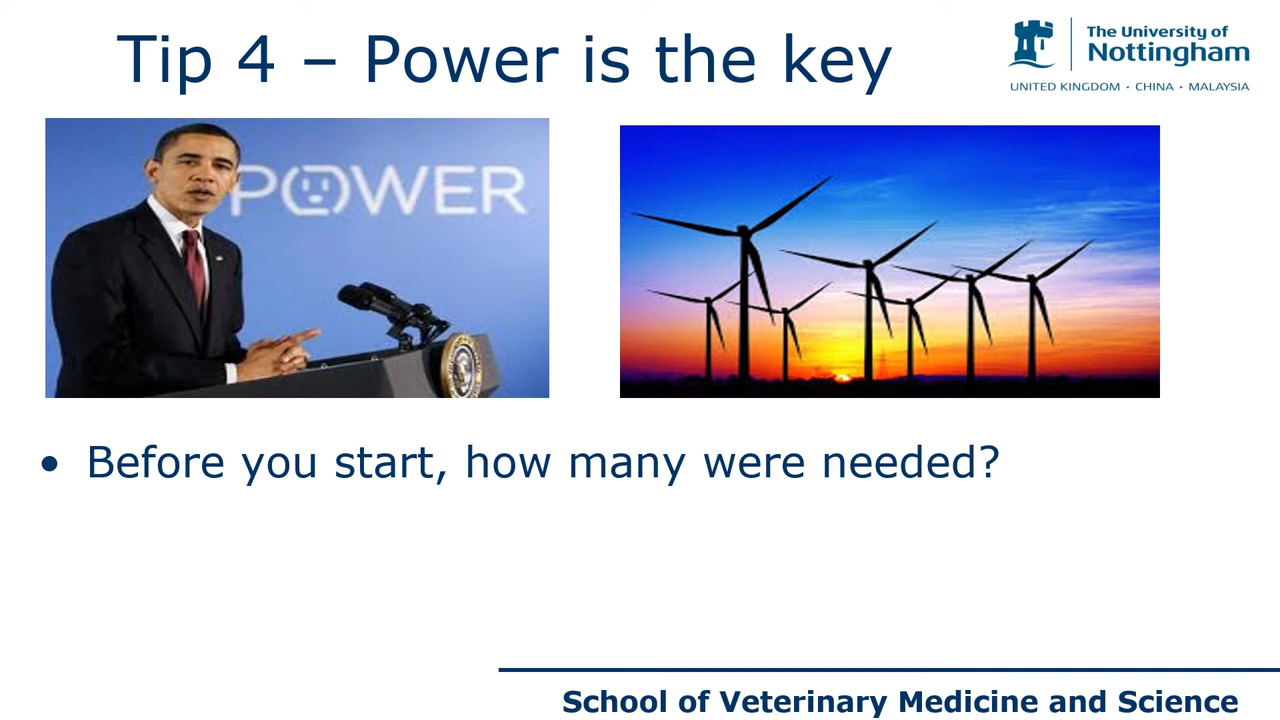 Tip 4 – Power is the key
The University of
Nottingham
UNITED KINGDOM · CHINA · MALAYSIA
POWER
• Before you start, how many were needed?
School of Veterinary Medicine and Science